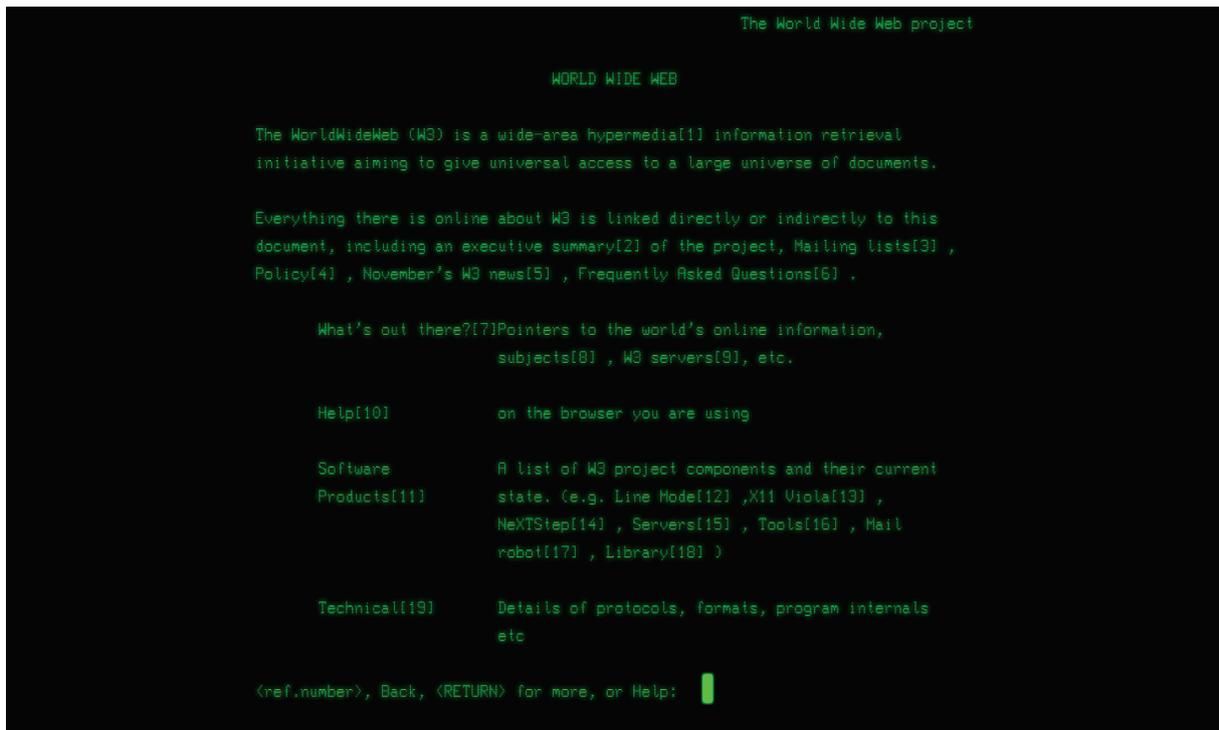 The World Wide Web project
WORLD WIDE WEB
The WorldWideWeb (W3) is a wide-area hypermedia[1] information retrieval
initiative aiming to give universal access to a large universe of documents.
Everything there is online about W3 is linked directly or indirectly to this
document, including an executive summary[2] of the project, Mailing lists[3] ,
Policy[4] , November's W3 news[5] , Frequently Asked Questions[6] .
What's out there?[7]Pointers to the world's online information,
subjects[8] , W3 servers[9], etc.
Help[10] on the browser you are using
Software A list of W3 project components and their current
Products[11] state. (e.g. Line Mode[12] ,X11 Viola[13] ,
NeXTStep[14] , Servers[15] , Tools[16] , Mail
robot[17] , Library[18] )
Technical[19] Details of protocols, formats, program internals
etc
<ref.number>, Back, <RETURN> for more, or Help: